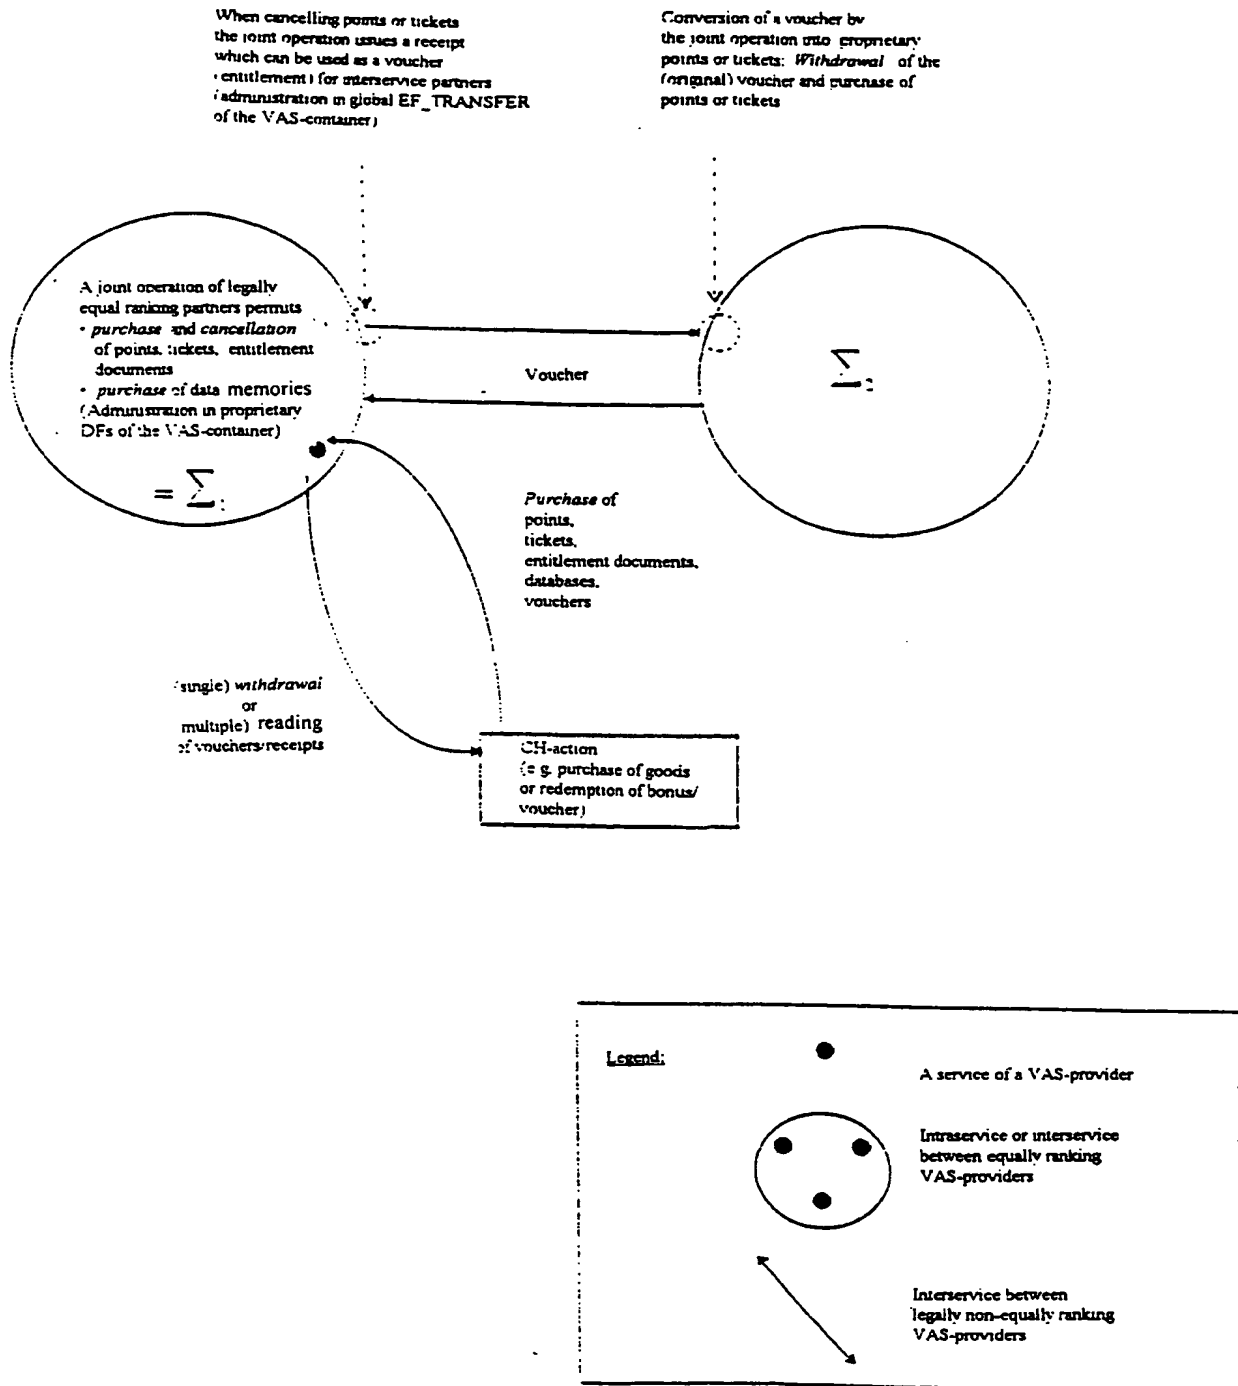 When cancelling points or tickets
the joint operation issues a receipt
which can be used as a voucher
(entitlement) for interservice partners
(administration in global EF_TRANSFER
of the VAS-container)
Conversion of a voucher by
the joint operation into proprietary
points or tickets: Withdrawal of the
(original) voucher and purchase of
points or tickets
A joint operation of legally
equal ranking partners permits
• purchase and cancellation
of points, tickets, entitlement
documents
• purchase of data memories
(Administration in proprietary
DFs of the VAS-container)
= Σ
Voucher
Σ
Purchase of
points,
tickets,
entitlement documents,
databases,
vouchers
(single) withdrawal
or
multiple) reading
of vouchers/receipts
CH-action
(e g. purchase of goods
or redemption of bonus/
voucher)
Legend:
A service of a VAS-provider
Intraservice or interservice
between equally ranking
VAS-providers
Interservice between
legally non-equally ranking
VAS-providers